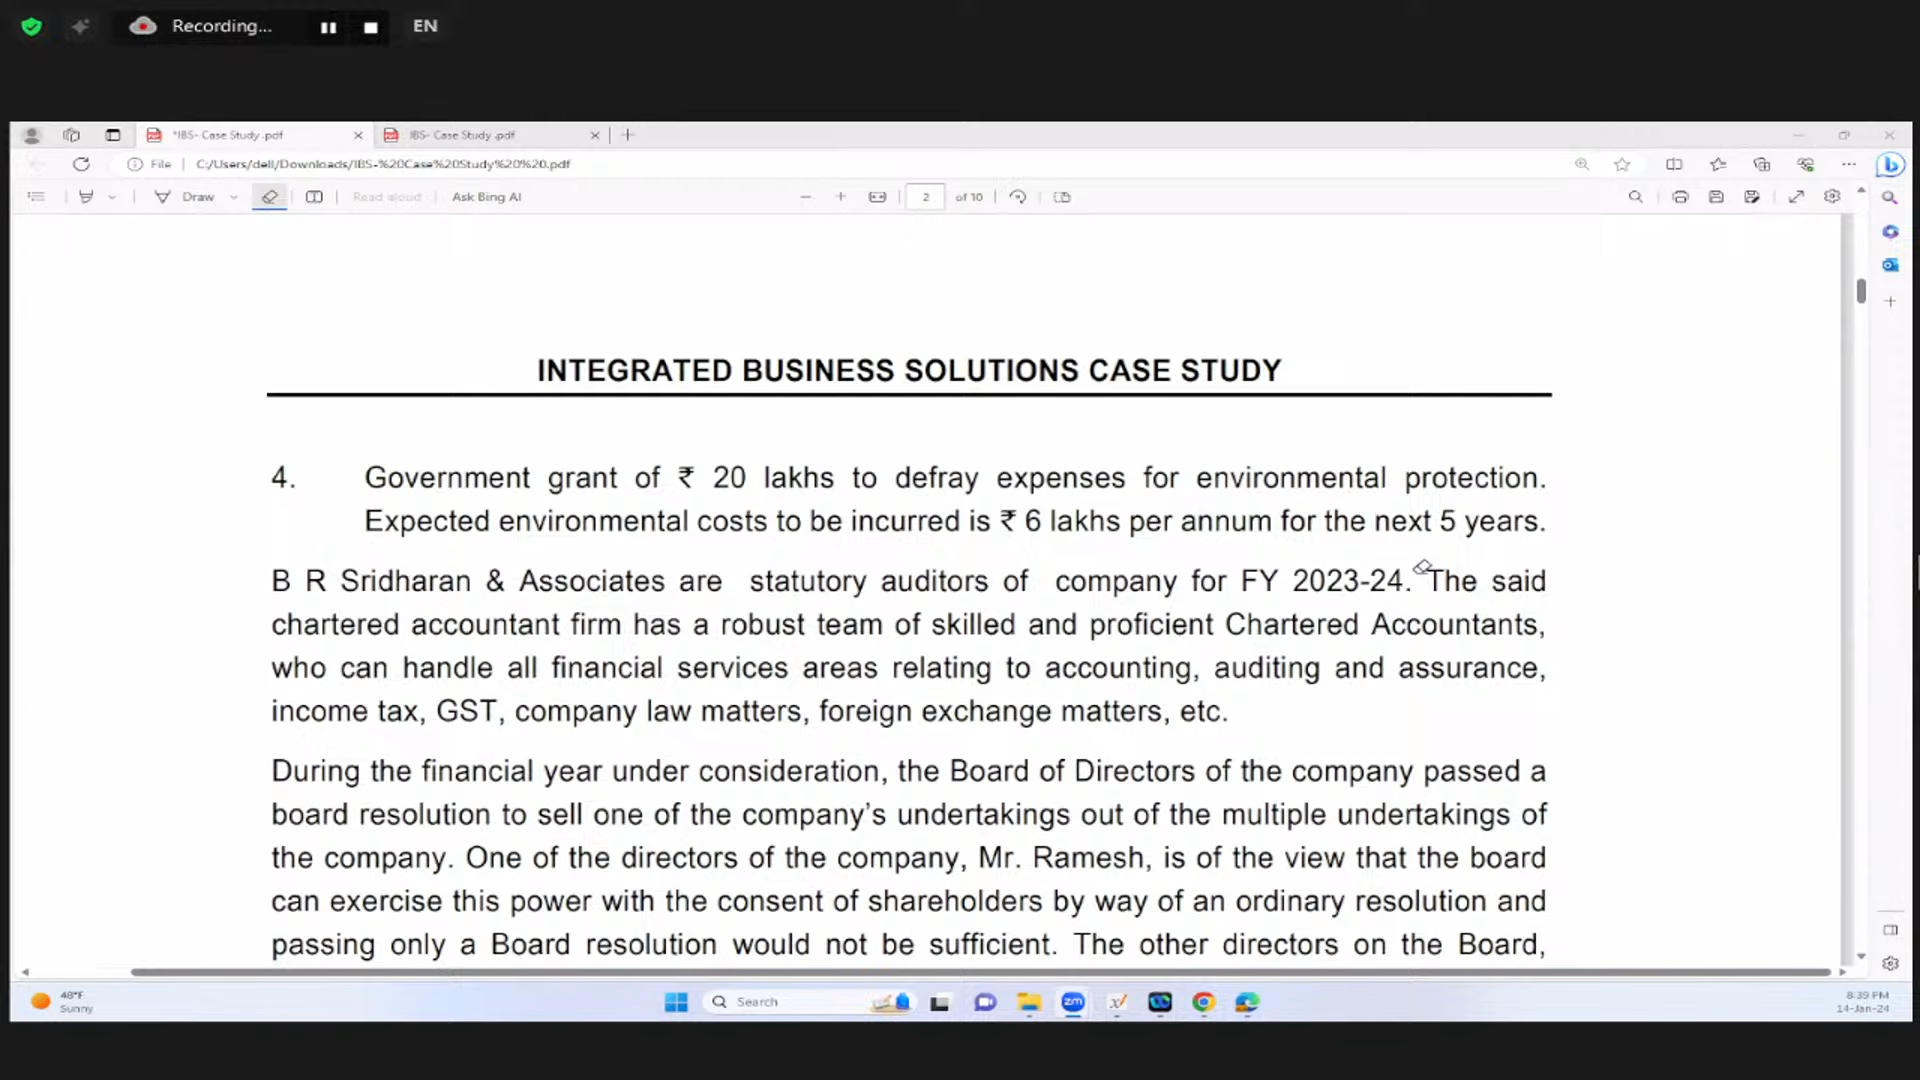 Recording...
EN
*IBS- Case Study .pdf
IBS- Case Study .pdf
File
C:/Users/dell/Downloads/IBS-%20Case%20Study%20%20.pdf
Draw
Read aloud
Ask Bing AI
2
of 10
INTEGRATED BUSINESS SOLUTIONS CASE STUDY
4. Government grant of ₹ 20 lakhs to defray expenses for environmental protection.
Expected environmental costs to be incurred is ₹ 6 lakhs per annum for the next 5 years.
B R Sridharan & Associates are statutory auditors of company for FY 2023-24. The said
chartered accountant firm has a robust team of skilled and proficient Chartered Accountants,
who can handle all financial services areas relating to accounting, auditing and assurance,
income tax, GST, company law matters, foreign exchange matters, etc.
During the financial year under consideration, the Board of Directors of the company passed a
board resolution to sell one of the company's undertakings out of the multiple undertakings of
the company. One of the directors of the company, Mr. Ramesh, is of the view that the board
can exercise this power with the consent of shareholders by way of an ordinary resolution and
passing only a Board resolution would not be sufficient. The other directors on the Board,
48°F
Sunny
Search
zm
8:39 PM
14-Jan-24